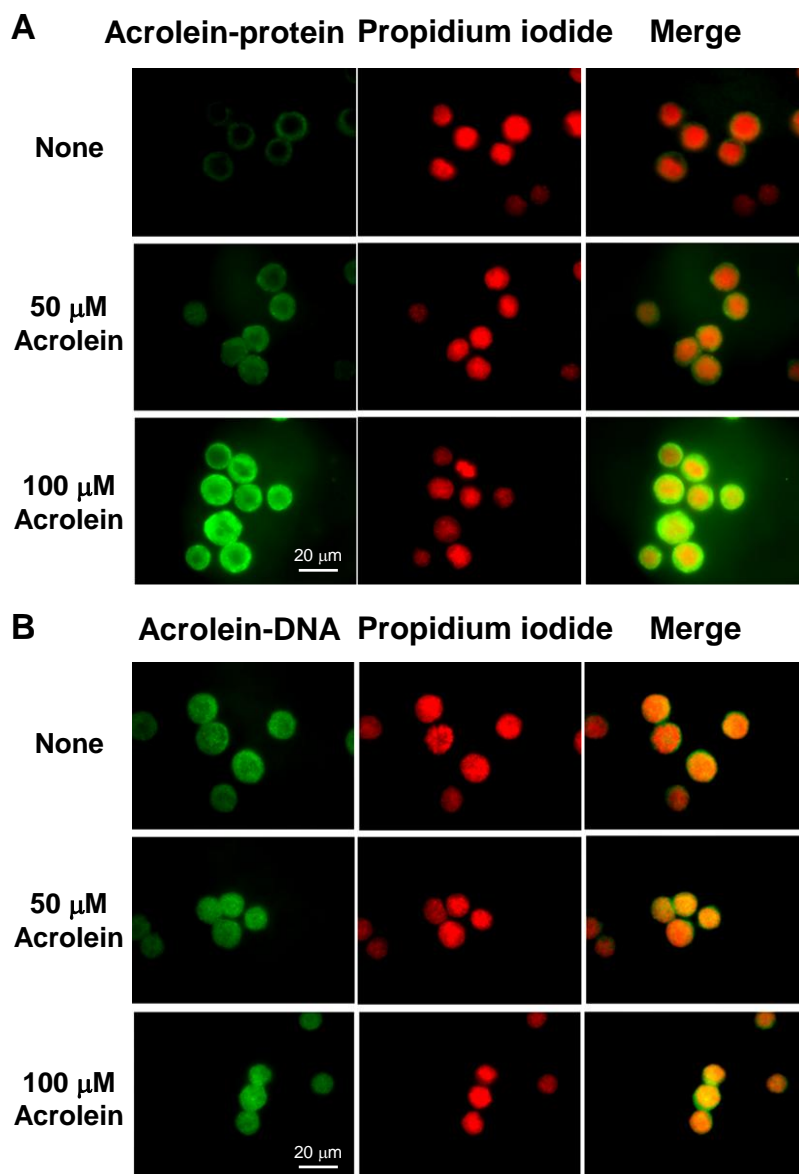 A
Acrolein-protein Propidium iodide Merge
None
50 μM
Acrolein
100 μM
Acrolein
20 μm
B
Acrolein-DNA Propidium iodide Merge
None
50 μM
Acrolein
100 μM
Acrolein
20 μm